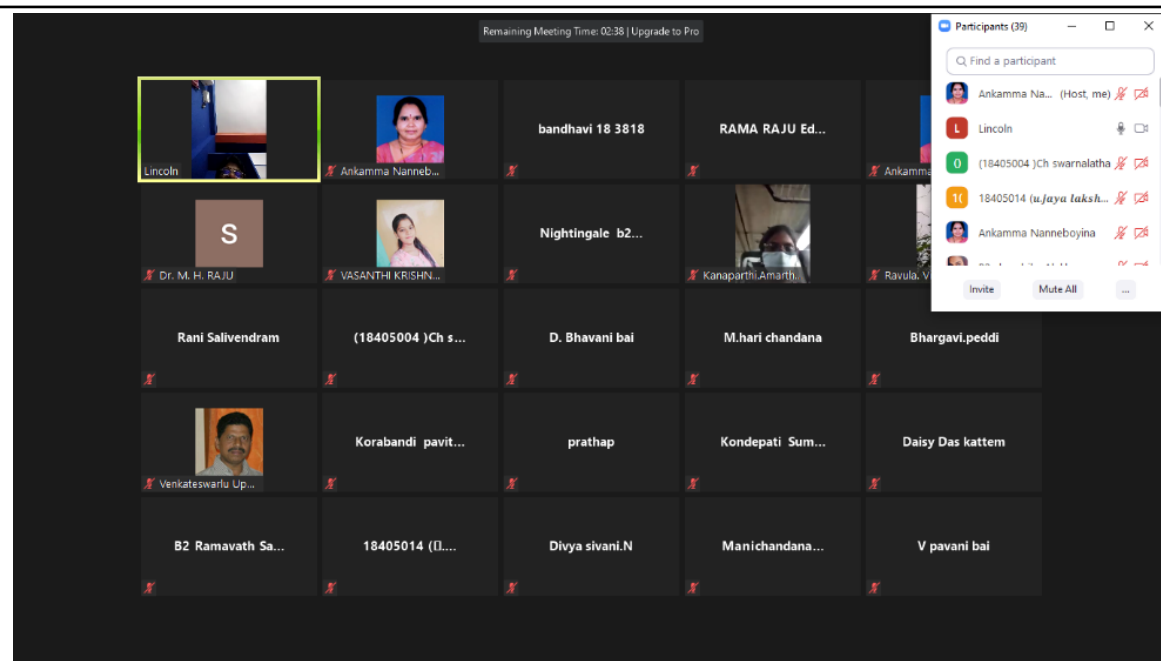 Remaining Meeting Time: 02:38 | Upgrade to Pro
Participants (39)
Find a participant
Ankamma Na... (Host, me)
L Lincoln
0 (18405004 )Ch swarnalatha
1( 18405014 (u.jaya laksh...
Ankamma Nanneboyina
Invite Mute All ...
Lincoln
Ankamma Nanneb...
bandhavi 18 3818
RAMA RAJU Ed...
Ankamma
S
Dr. M. H. RAJU
VASANTHI KRISHN...
Nightingale b2...
Kanaparthi.Amarth.
Ravula. V
Rani Salivendram
(18405004 )Ch s...
D. Bhavani bai
M.hari chandana
Bhargavi.peddi
Venkateswarlu Up...
Korabandi pavit...
prathap
Kondepati Sum...
Daisy Das kattem
B2 Ramavath Sa...
18405014 (▯....
Divya sivani.N
Manichandana...
V pavani bai